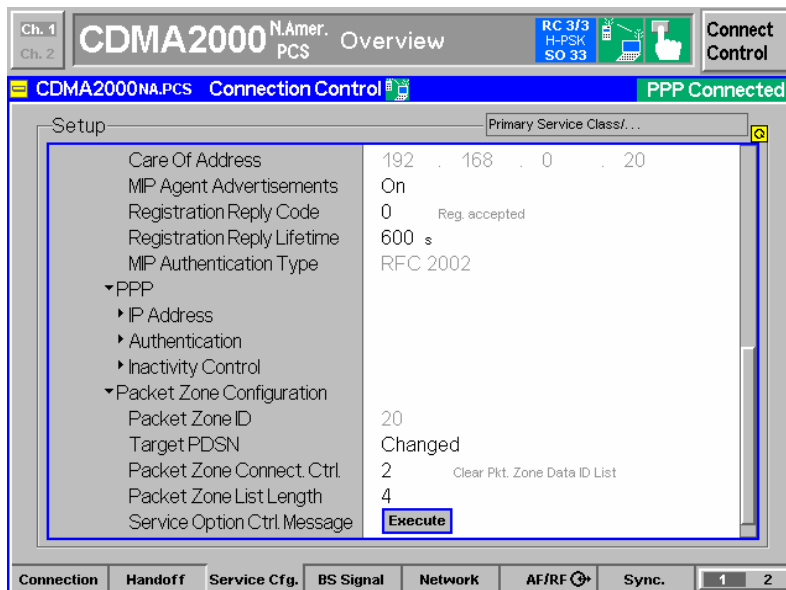 Ch. 1
Ch. 2
CDMA2000 N.Amer. PCS Overview
RC 3/3
H-PSK
SO 33
Connect Control
CDMA2000 NA.PCS Connection Control
PPP Connected
Setup
Primary Service Class/...
Care Of Address 192 . 168 . 0 . 20
MIP Agent Advertisements On
Registration Reply Code 0 Reg. accepted
Registration Reply Lifetime 600 s
MIP Authentication Type RFC 2002
PPP
IP Address
Authentication
Inactivity Control
Packet Zone Configuration
Packet Zone ID 20
Target PDSN Changed
Packet Zone Connect. Ctrl. 2 Clear Pkt. Zone Data ID List
Packet Zone List Length 4
Service Option Ctrl. Message Execute
Connection Handoff Service Cfg. BS Signal Network AF/RF Sync. 1 2